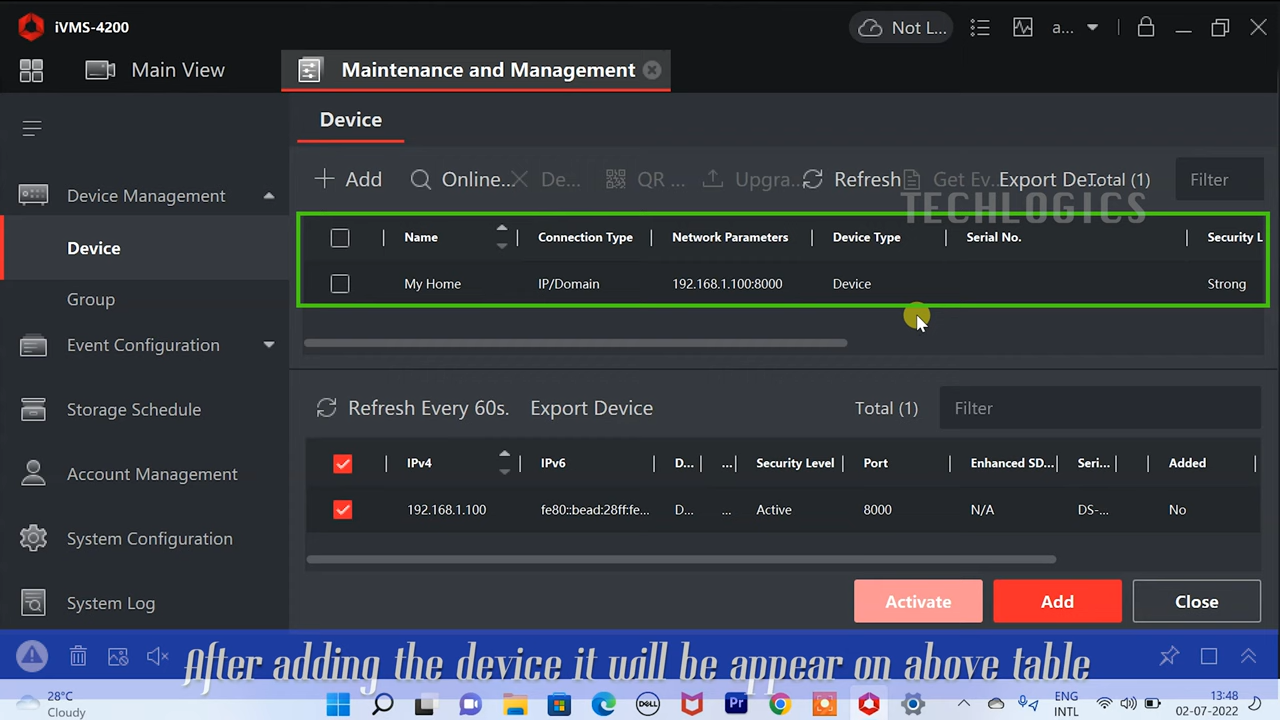 iVMS-4200
Not L...
a...
Main View
Maintenance and Management
Device
Add
Online...
De...
QR ...
Upgra...
Refresh
Get Ev...
Export De...
Total (1)
Filter
TECHLOGICS
Device Management
Device
Group
Event Configuration
Storage Schedule
Account Management
System Configuration
System Log
Name
Connection Type
Network Parameters
Device Type
Serial No.
Security L
My Home
IP/Domain
192.168.1.100:8000
Device
Strong
Refresh Every 60s.
Export Device
Total (1)
Filter
IPv4
IPv6
D...
...
Security Level
Port
Enhanced SD...
Seri...
Added
192.168.1.100
fe80::bead:28ff:fe...
D...
...
Active
8000
N/A
DS-...
No
Activate
Add
Close
After adding the device it will be appear on above table
28°C
Cloudy
DELL
Pr
ENG
INTL
13:48
02-07-2022